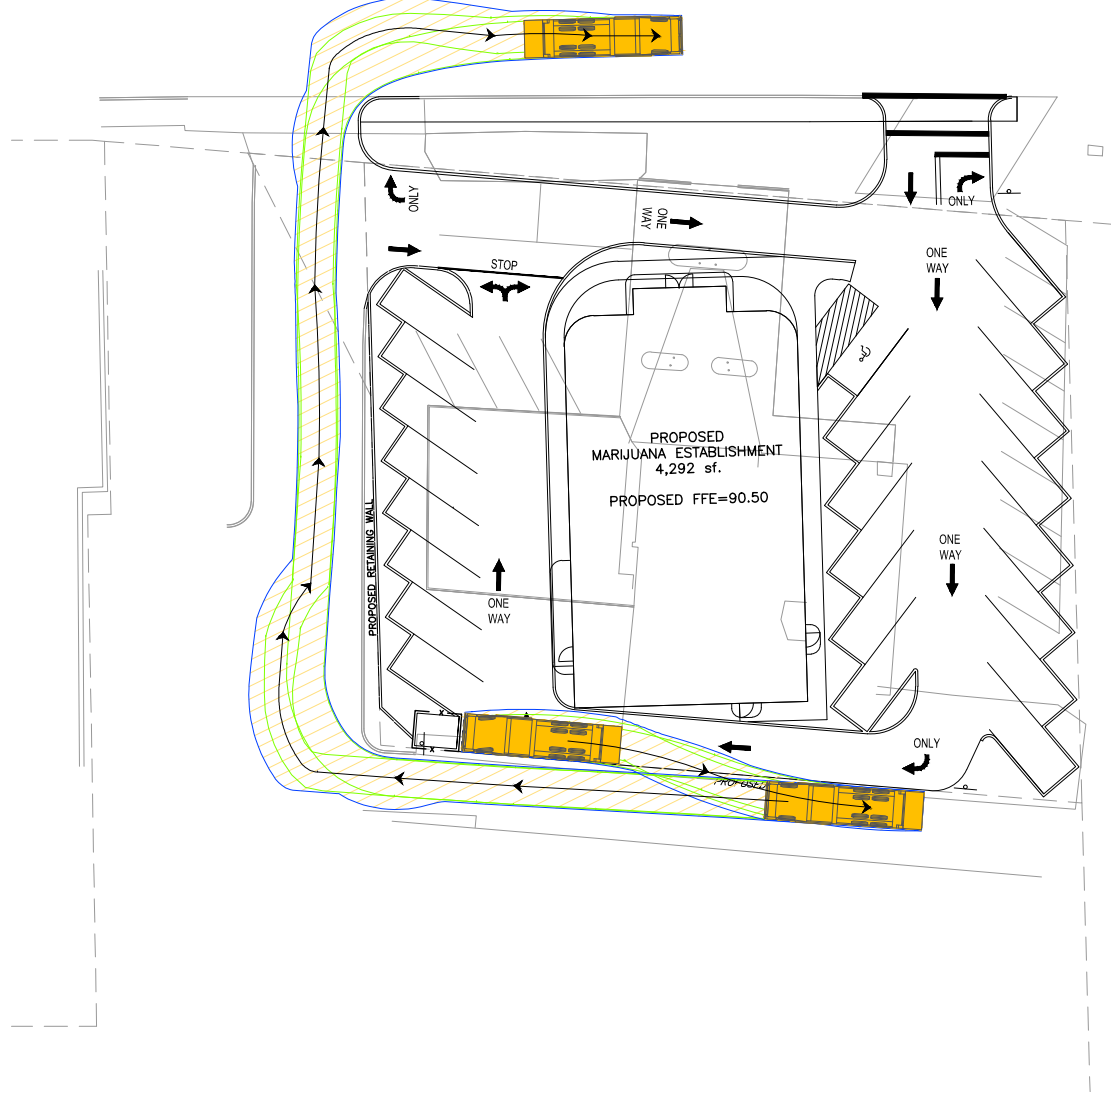 ONLY
ONLY
ONE
WAY
STOP
ONE
WAY
PROPOSED
MARIJUANA ESTABLISHMENT
4,292 sf.
PROPOSED FFE=90.50
PROPOSED RETAINING WALL
ONE
WAY
ONE
WAY
ONLY
PROPOSED